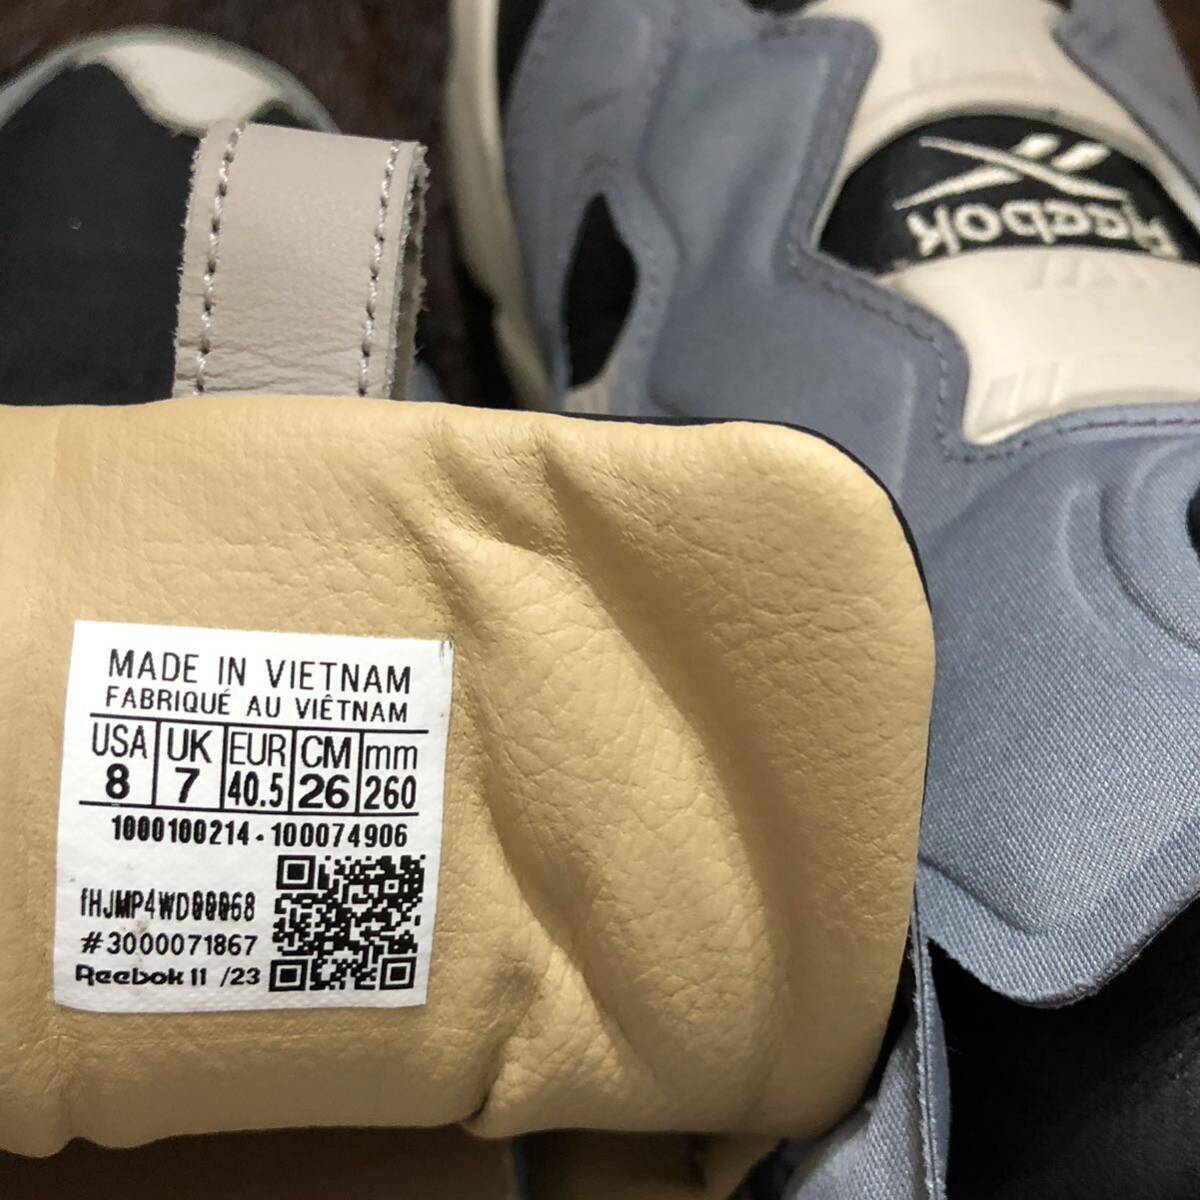 Reebok
MADE IN VIETNAM
FABRIQUÉ AU VIÊTNAM
USA UK EUR CM mm
8 7 40.5 26 260
1000100214-100074906
fHJMP4WD00068
#3000071867
Reebok 11 /23